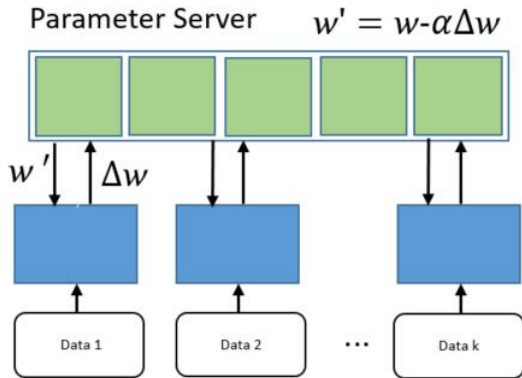 Parameter Server
w' = w-αΔw
w'
Δw
Data 1
Data 2
...
Data k